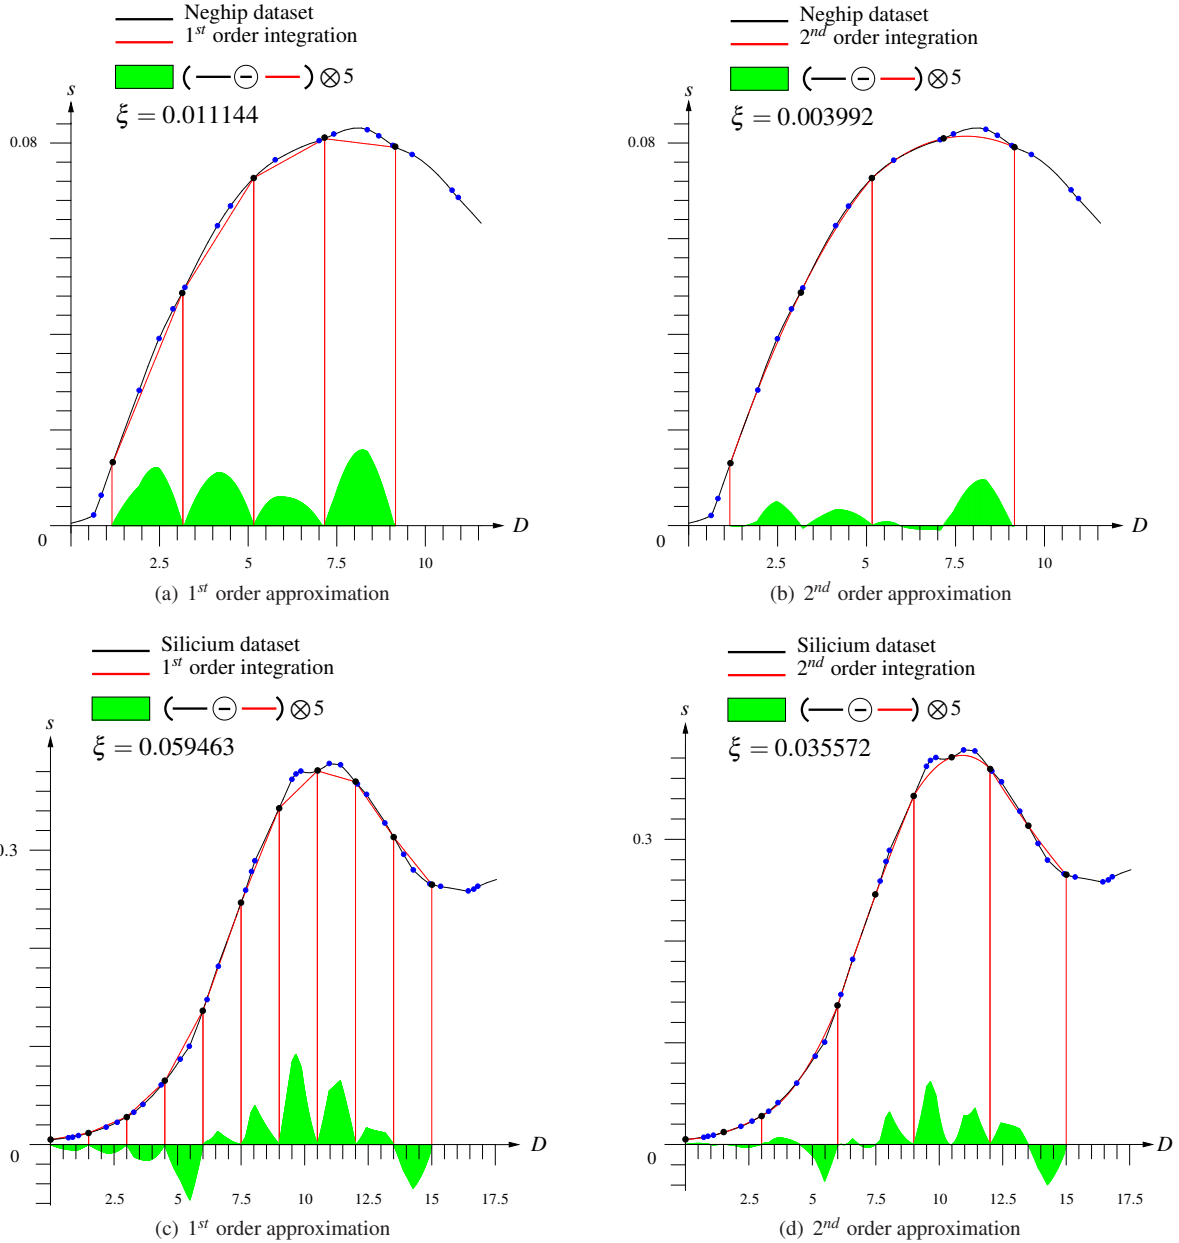 Neghip dataset
1st order integration
( — ⊖ — ) ⊗ 5
ξ = 0.011144
s
0.08
0
2.5 5 7.5 10
D
(a) 1st order approximation
Neghip dataset
2nd order integration
( — ⊖ — ) ⊗ 5
ξ = 0.003992
s
0.08
0
2.5 5 7.5 10
D
(b) 2nd order approximation
Silicium dataset
1st order integration
( — ⊖ — ) ⊗ 5
ξ = 0.059463
s
0.3
0
2.5 5 7.5 10 12.5 15 17.5
D
(c) 1st order approximation
Silicium dataset
2nd order integration
( — ⊖ — ) ⊗ 5
ξ = 0.035572
s
0.3
0
2.5 5 7.5 10 12.5 15 17.5
D
(d) 2nd order approximation